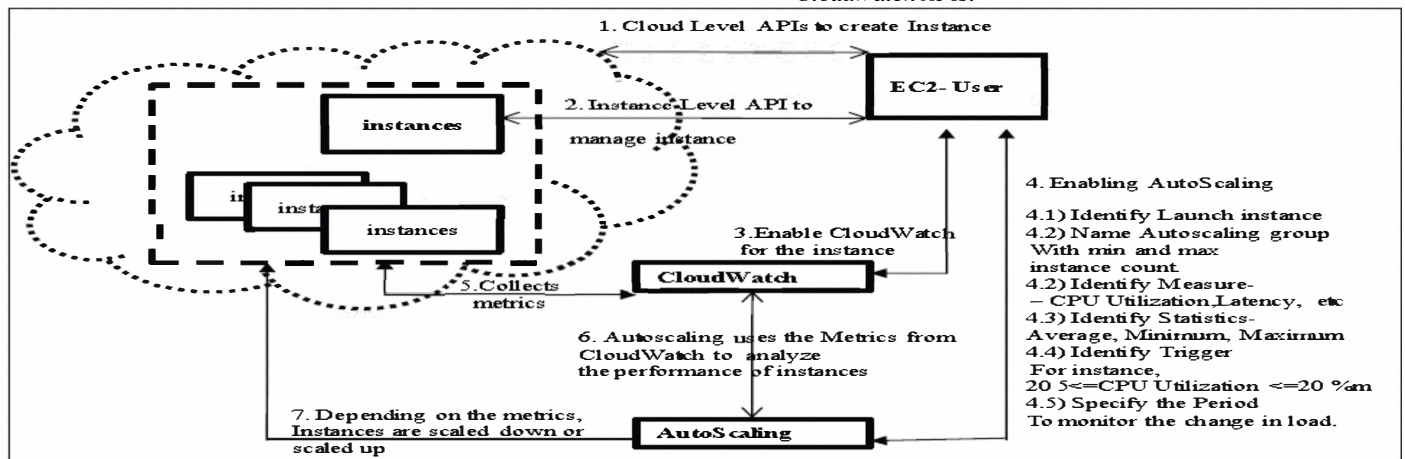 1. Cloud Level APIs to create Instance
EC2- User
instances
2. Instance Level API to
manage instance
instances
3.Enable CloudWatch
for the instance
CloudWatch
5.Collects
metrics
4. Enabling AutoScaling
4.1) Identify Launch instance
4.2) Name Autoscaling group
With min and max
instance count.
4.2) Identify Measure-
– CPU Utilization,Latency, etc
4.3) Identify Statistics-
Average, Minimum, Maximum
4.4) Identify Trigger
For instance,
20 5<=CPU Utilization <=20 %m
4.5) Specify the Period
To monitor the change in load.
6. Autoscaling uses the Metrics from
CloudWatch to analyze
the performance of instances
7. Depending on the metrics,
Instances are scaled down or
scaled up
AutoScaling